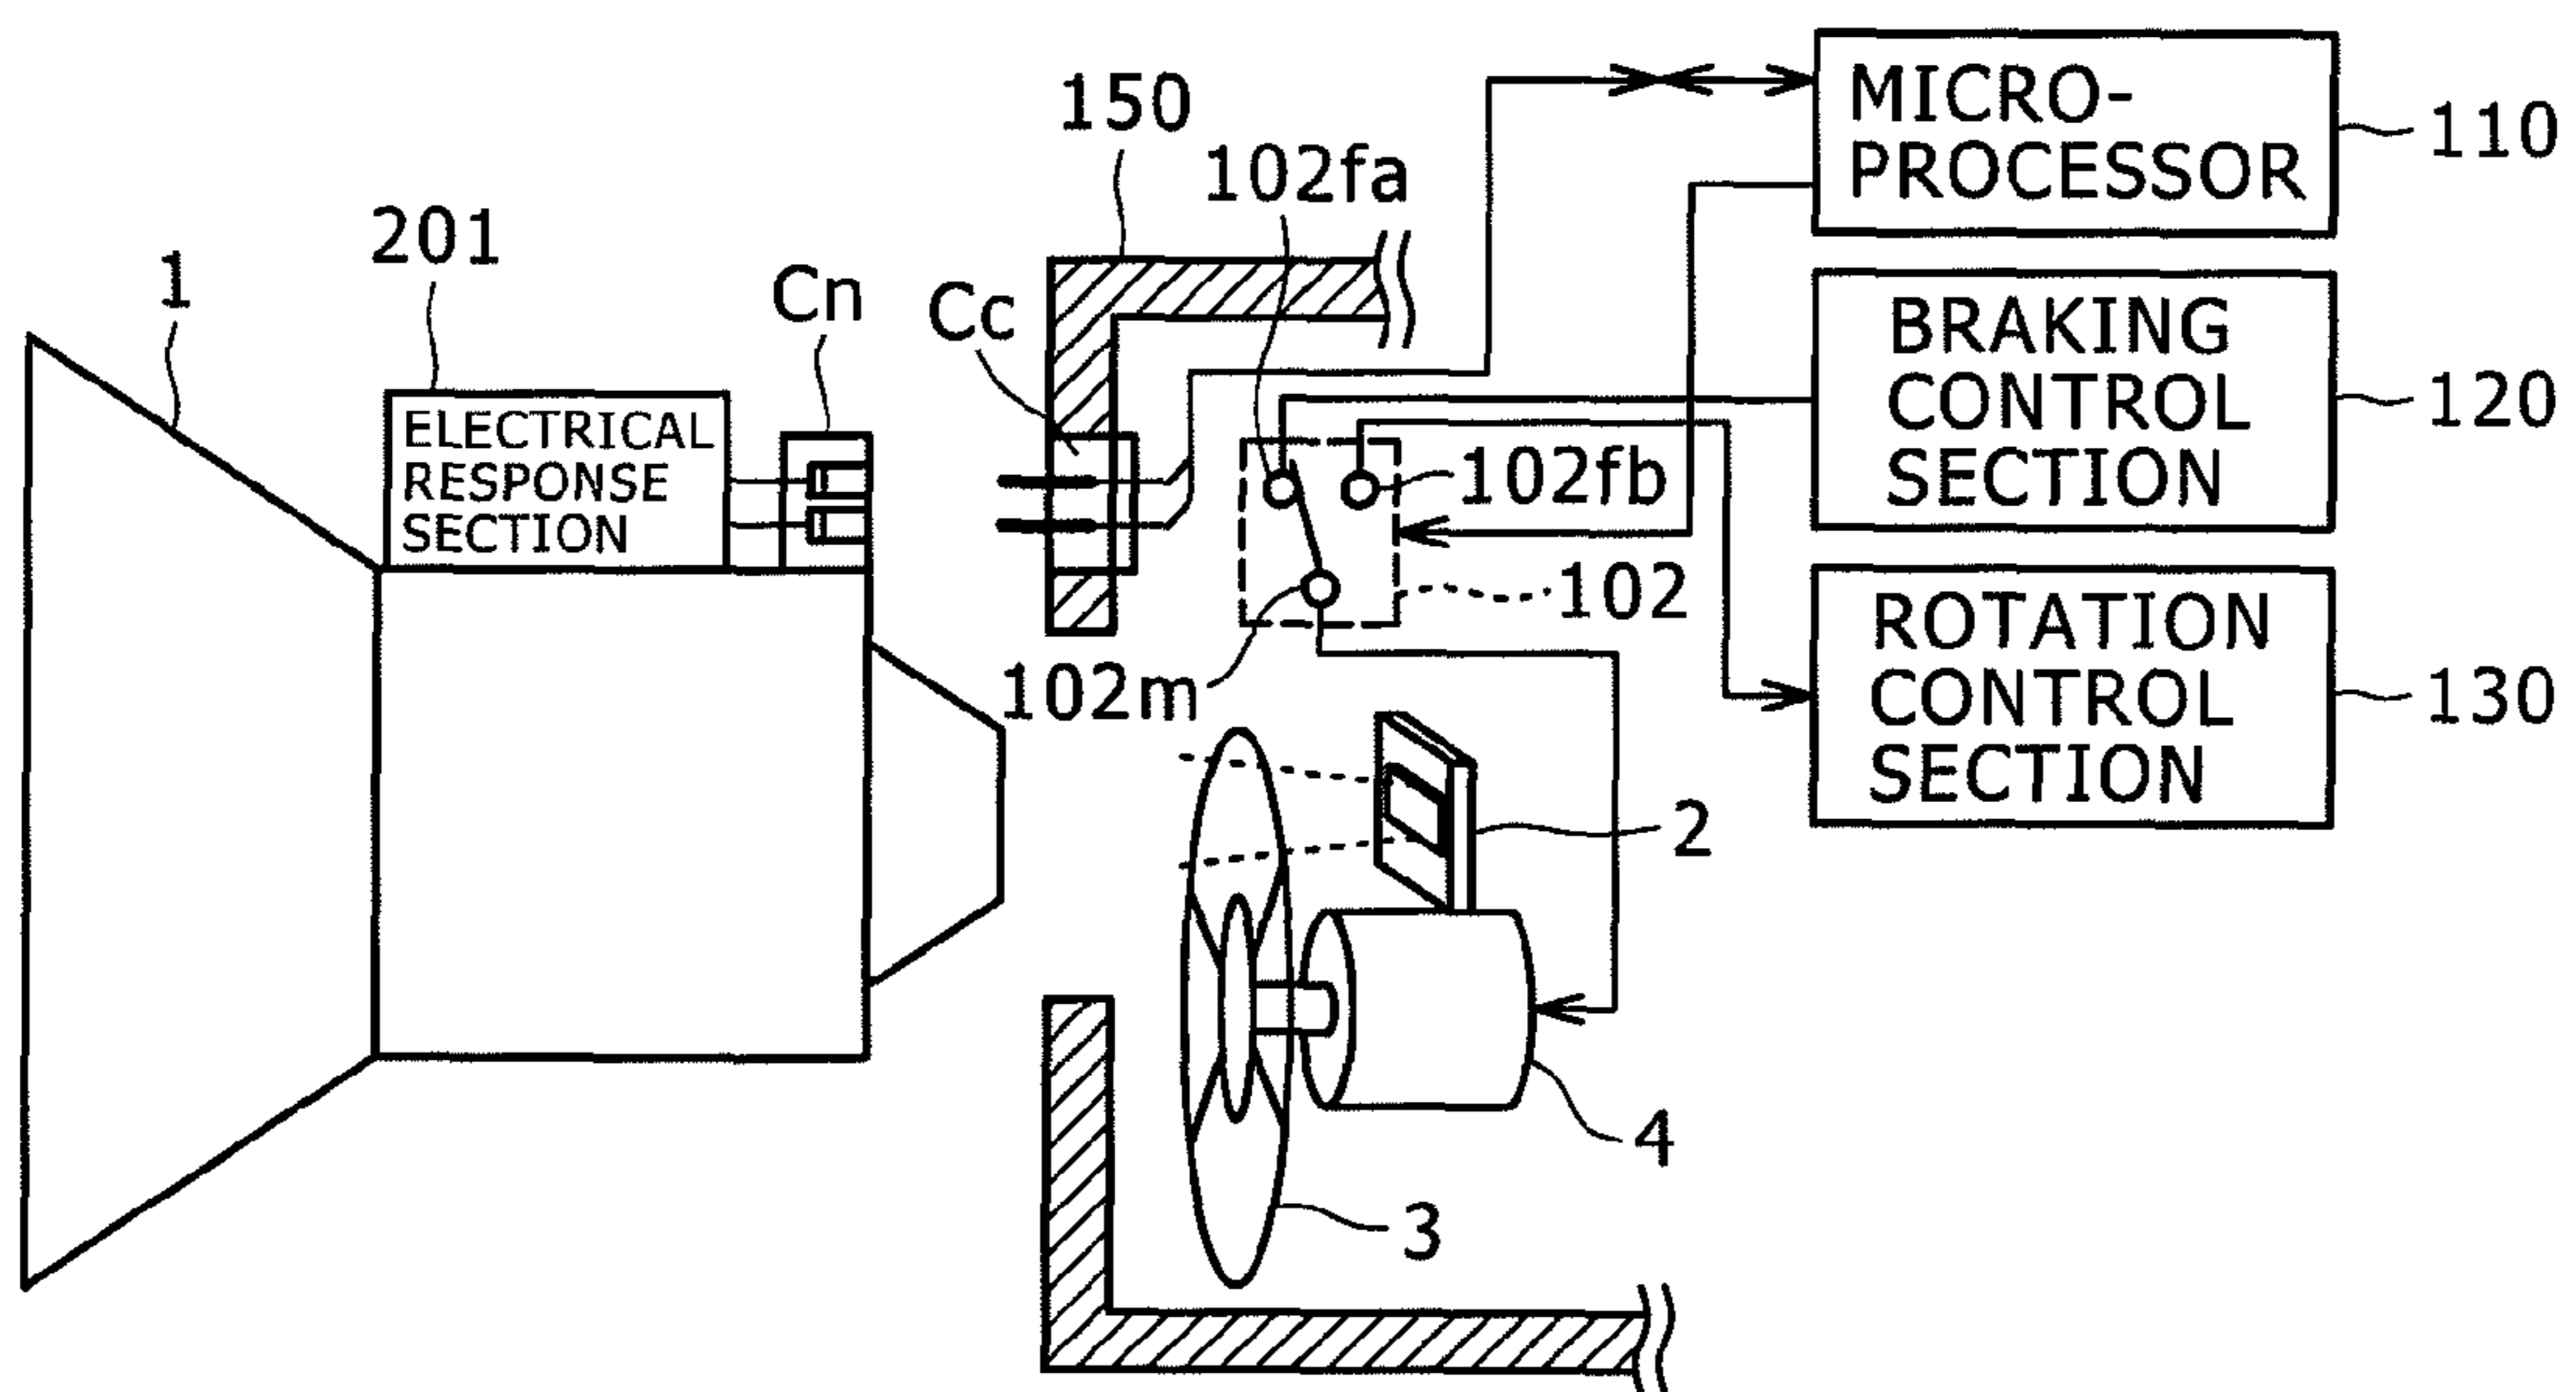 MICRO-
PROCESSOR
110
150
102fa
201
1
Cn
Cc
BRAKING
CONTROL
SECTION
120
ELECTRICAL
RESPONSE
SECTION
102fb
102
102m
ROTATION
CONTROL
SECTION
130
2
4
3